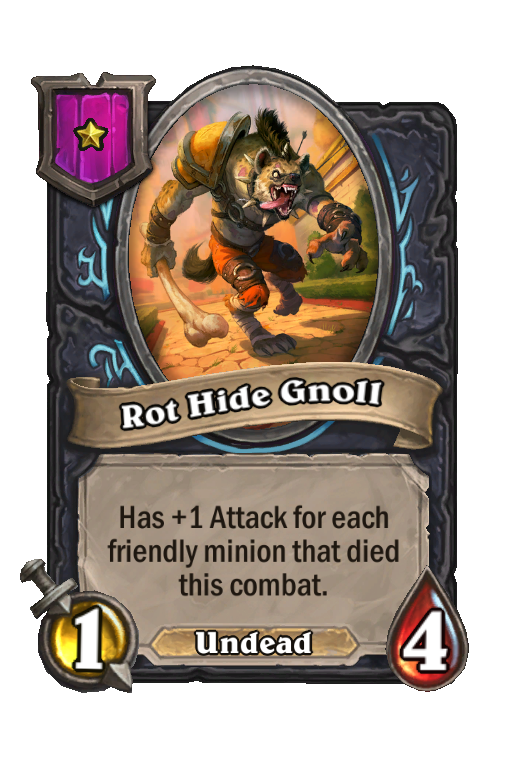 Rot Hide Gnoll
Has +1 Attack for each
friendly minion that died
this combat.
1
Undead
4